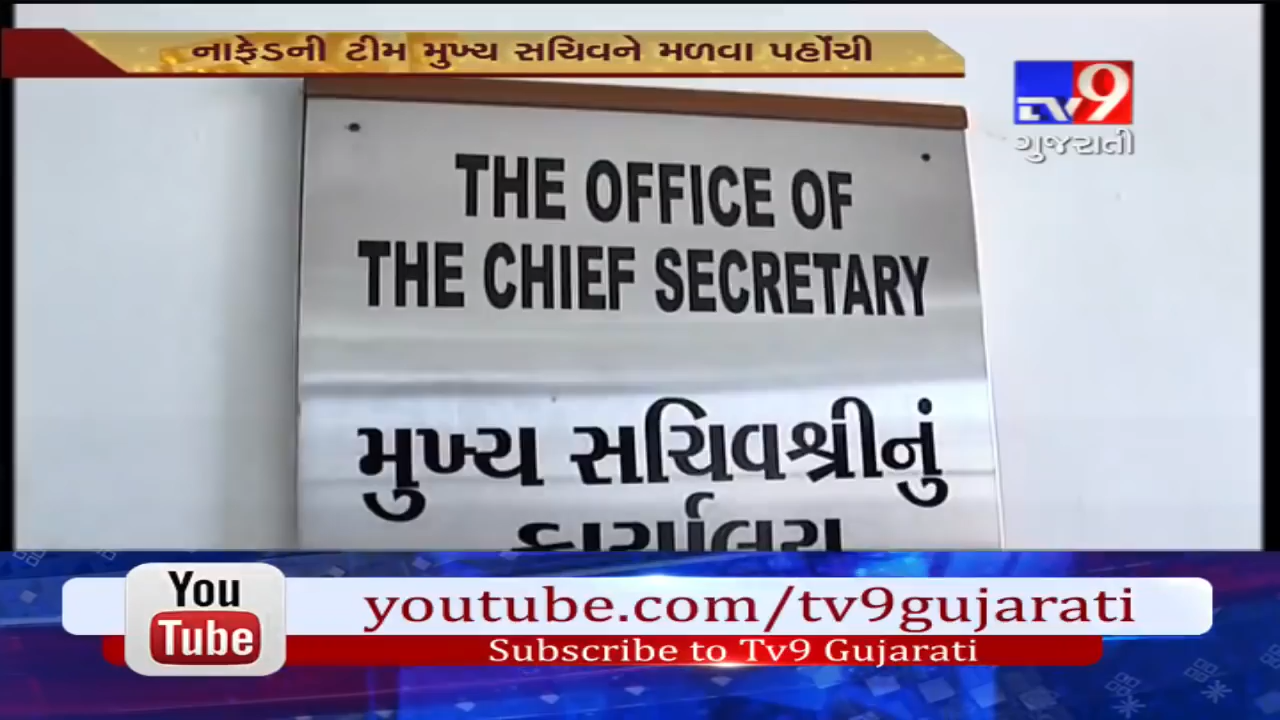 નાફેડની ટીમ મુખ્ય સચિવને મળવા પહોંચી
TV9
ગુજરાતી
THE OFFICE OF
THE CHIEF SECRETARY
મુખ્ય સચિવશ્રીનું
કાર્યાલય
You
Tube
youtube.com/tv9gujarati
Subscribe to Tv9 Gujarati